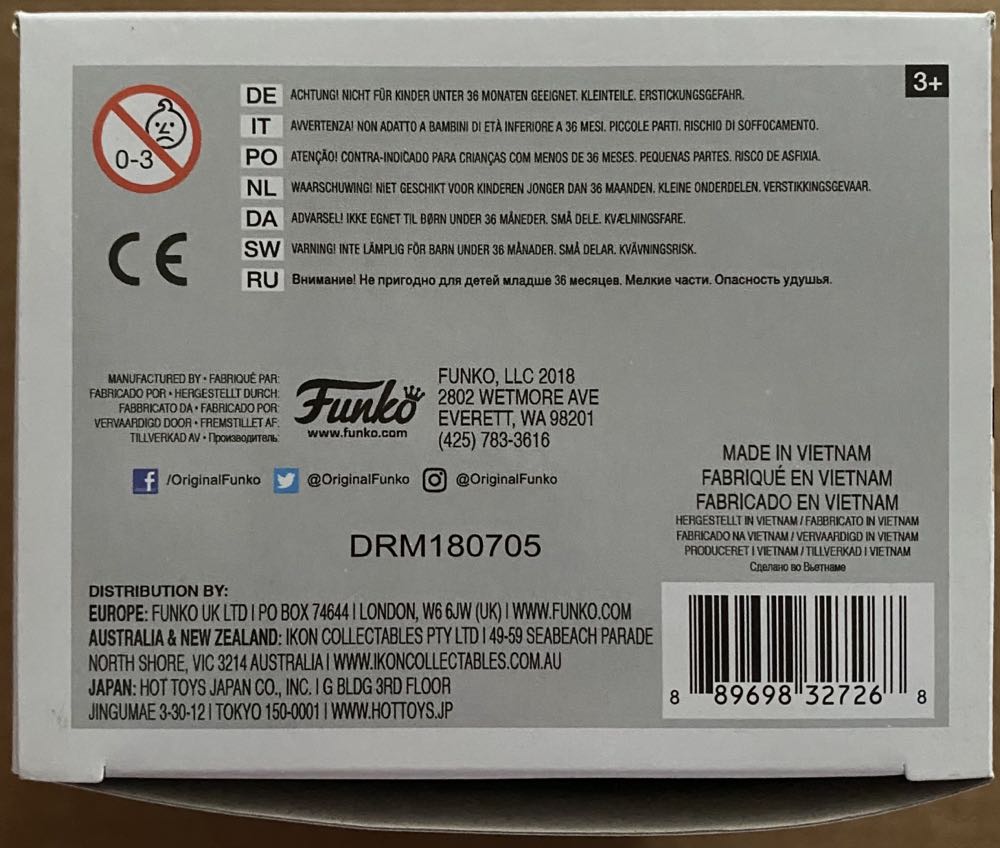 3+
0-3
DE ACHTUNG! NICHT FÜR KINDER UNTER 36 MONATEN GEEIGNET. KLEINTEILE. ERSTICKUNGSGEFAHR.
IT AVVERTENZA! NON ADATTO A BAMBINI DI ETÀ INFERIORE A 36 MESI. PICCOLE PARTI. RISCHIO DI SOFFOCAMENTO.
PO ATENÇÃO! CONTRA-INDICADO PARA CRIANÇAS COM MENOS DE 36 MESES. PEQUENAS PARTES. RISCO DE ASFIXIA.
NL WAARSCHUWING! NIET GESCHIKT VOOR KINDEREN JONGER DAN 36 MAANDEN. KLEINE ONDERDELEN. VERSTIKKINGSGEVAAR.
DA ADVARSEL! IKKE EGNET TIL BØRN UNDER 36 MÅNEDER. SMÅ DELE. KVÆLNINGSFARE.
SW VARNING! INTE LÄMPLIG FÖR BARN UNDER 36 MÅNADER. SMÅ DELAR. KVÄVNINGSRISK.
RU Внимание! Не пригодно для детей младше 36 месяцев. Мелкие части. Опасность удушья.
CE
MANUFACTURED BY • FABRIQUÉ PAR:
FABRICADO POR • HERGESTELLT DURCH:
FABBRICATO DA • FABRICADO POR:
VERVAARDIGD DOOR • FREMSTILLET AF:
TILLVERKAD AV • Производитель:
Funko
www.funko.com
FUNKO, LLC 2018
2802 WETMORE AVE
EVERETT, WA 98201
(425) 783-3616
/OriginalFunko @OriginalFunko @OriginalFunko
DRM180705
MADE IN VIETNAM
FABRIQUÉ EN VIETNAM
FABRICADO EN VIETNAM
HERGESTELLT IN VIETNAM / FABBRICATO IN VIETNAM
FABRICADO NA VIETNAM / VERVAARDIGD IN VIETNAM
PRODUCERET I VIETNAM / TILLVERKAD I VIETNAM
Сделано во Вьетнаме
DISTRIBUTION BY:
EUROPE: FUNKO UK LTD | PO BOX 74644 | LONDON, W6 6JW (UK) | WWW.FUNKO.COM
AUSTRALIA & NEW ZEALAND: IKON COLLECTABLES PTY LTD | 49-59 SEABEACH PARADE
NORTH SHORE, VIC 3214 AUSTRALIA | WWW.IKONCOLLECTABLES.COM.AU
JAPAN: HOT TOYS JAPAN CO., INC. | G BLDG 3RD FLOOR
JINGUMAE 3-30-12 | TOKYO 150-0001 | WWW.HOTTOYS.JP
8 89698 32726 8